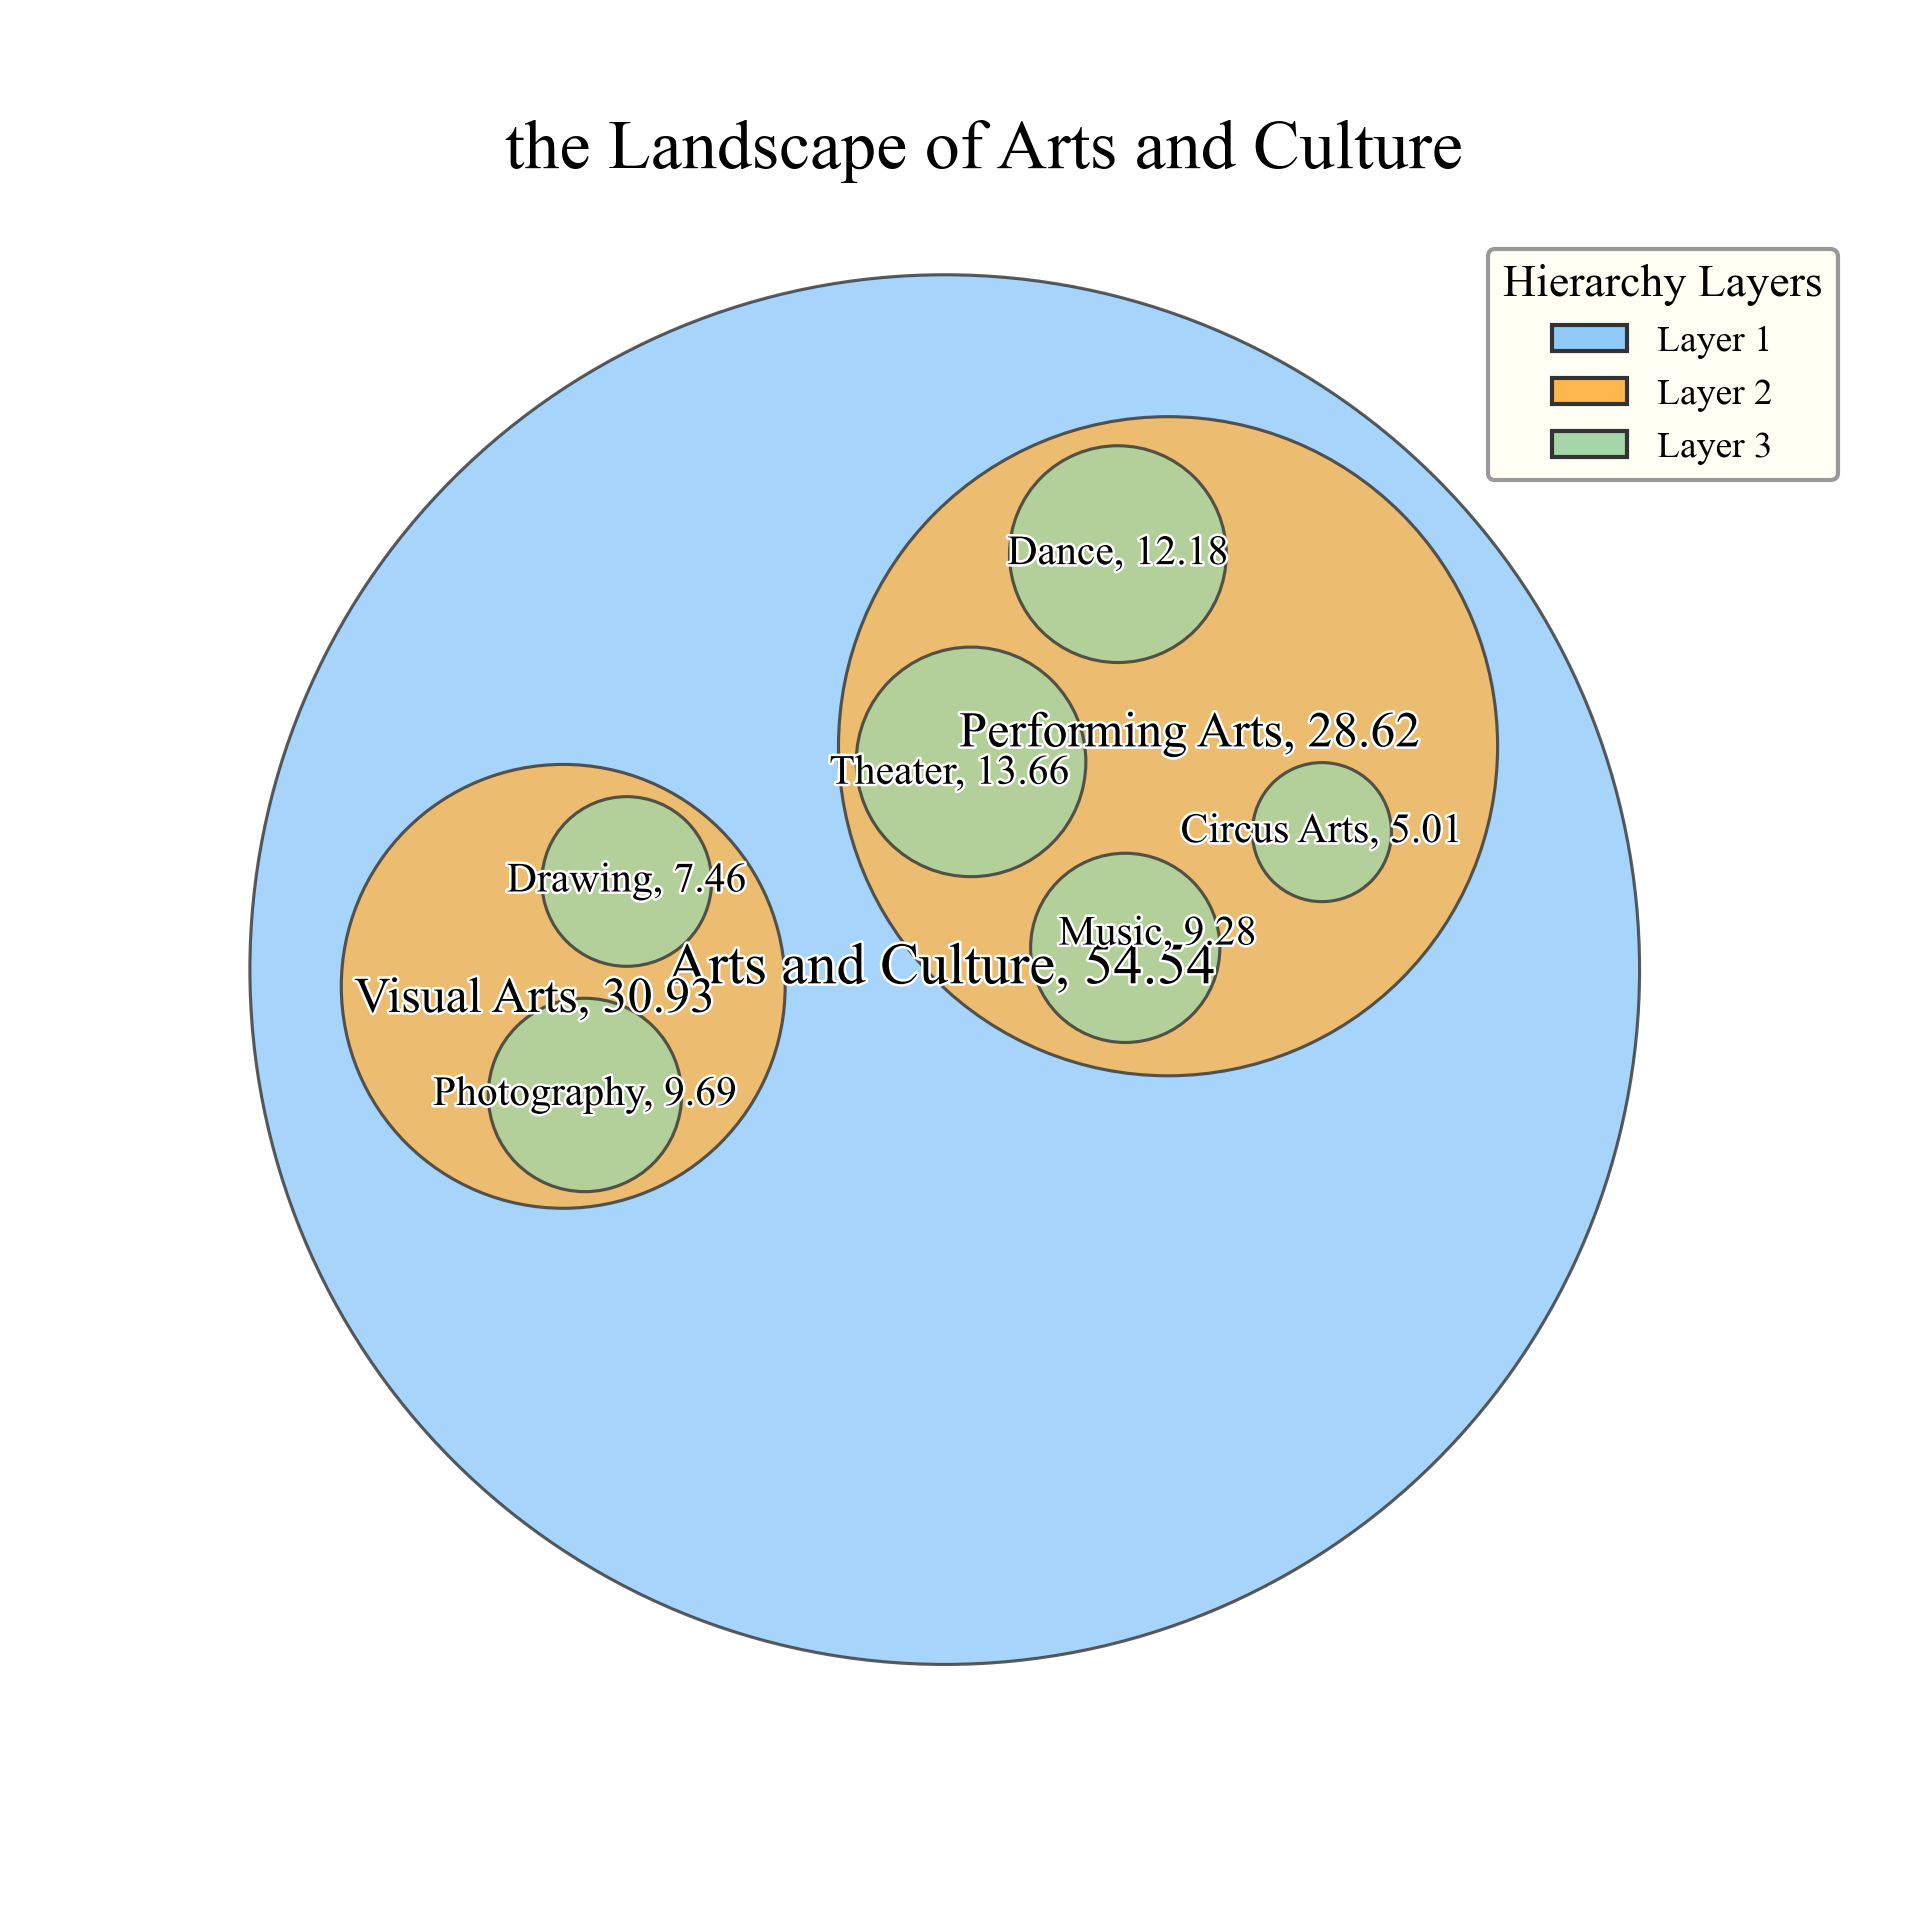 the Landscape of Arts and Culture
Hierarchy Layers
Layer 1
Layer 2
Layer 3
Dance, 12.18
Performing Arts, 28.62
Theater, 13.66
Circus Arts, 5.01
Drawing, 7.46
Music, 9.28
Arts and Culture, 54.54
Visual Arts, 30.93
Photography, 9.69